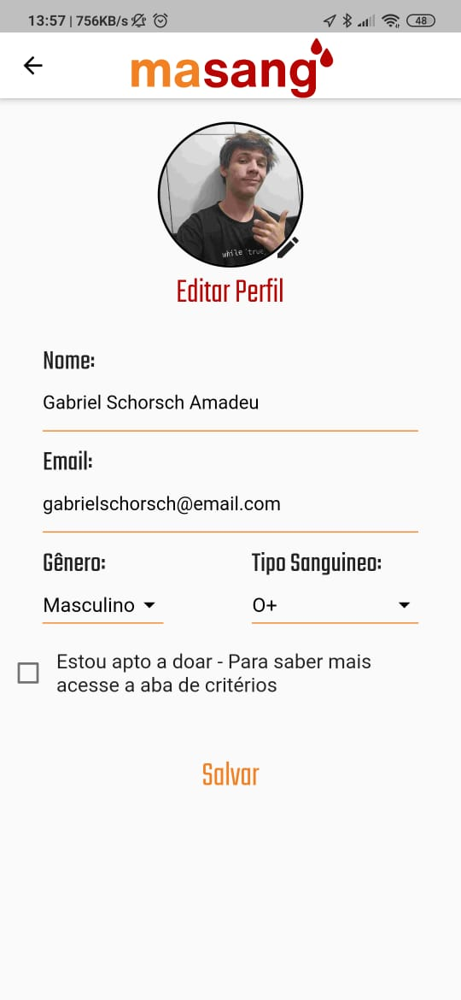 13:57 | 756KB/s
48
masang
while true
Editar Perfil
Nome:
Gabriel Schorsch Amadeu
Email:
gabrielschorsch@email.com
Gênero:
Tipo Sanguineo:
Masculino
O+
Estou apto a doar - Para saber mais
acesse a aba de critérios
Salvar